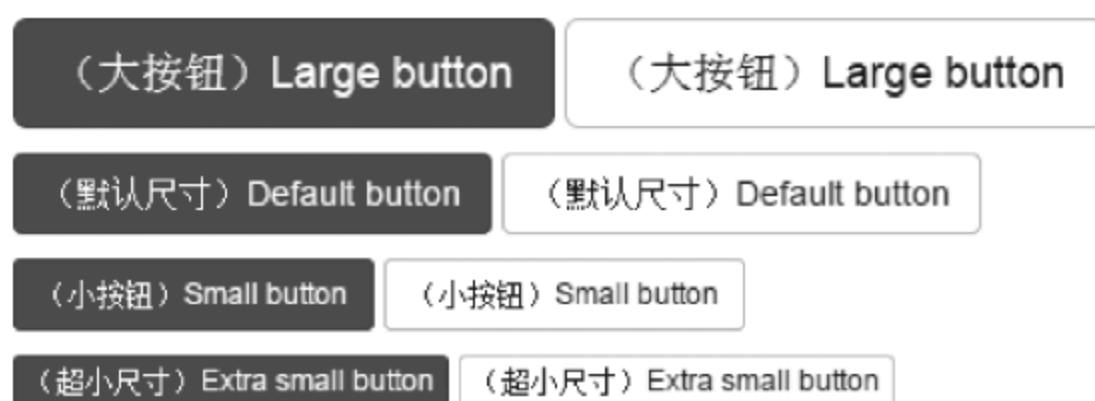 （大按钮）Large button （大按钮）Large button
（默认尺寸）Default button （默认尺寸）Default button
（小按钮）Small button （小按钮）Small button
（超小尺寸）Extra small button （超小尺寸）Extra small button